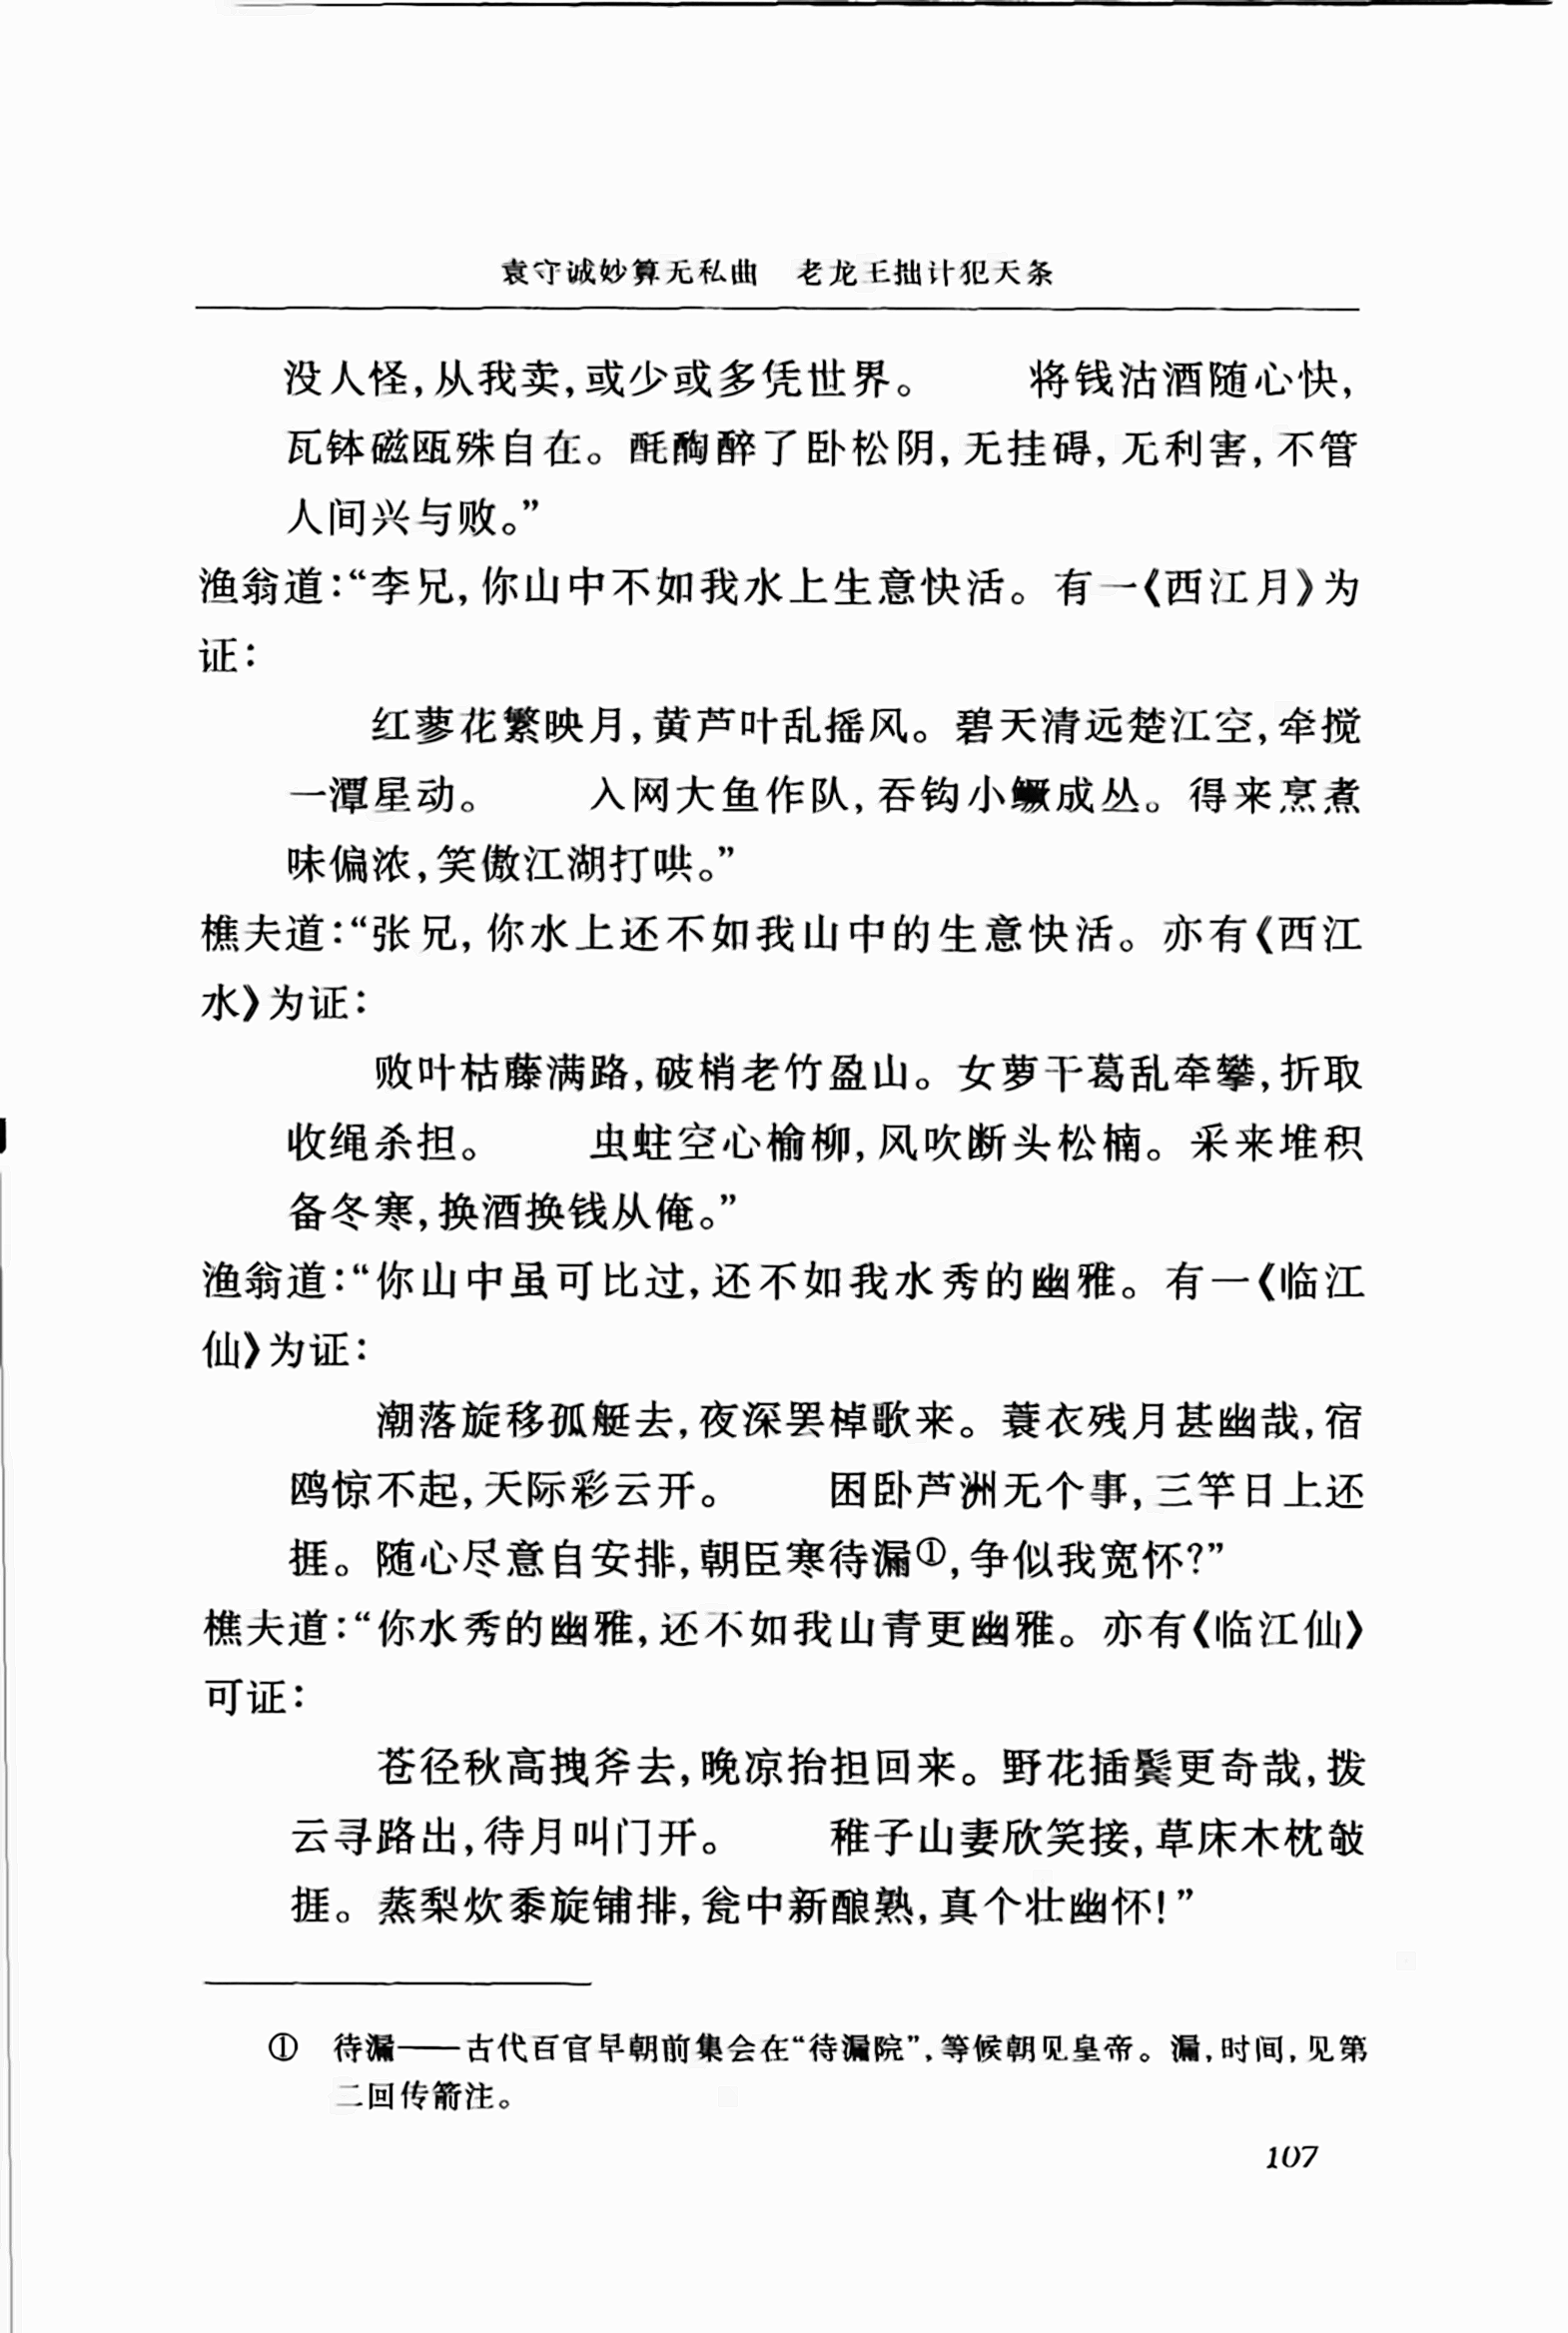 袁守诚妙算无私曲　老龙王拙计犯天条
没人怪，从我卖，或少或多凭世界。　　将钱沽酒随心快，
瓦钵磁瓯殊自在。酕醄醉了卧松阴，无挂碍，无利害，不管
人间兴与败。”
渔翁道：“李兄，你山中不如我水上生意快活。有一《西江月》为
证：
红蓼花繁映月，黄芦叶乱摇风。碧天清远楚江空，牵搅
一潭星动。　　入网大鱼作队，吞钩小鳜成丛。得来烹煮
味偏浓，笑傲江湖打哄。”
樵夫道：“张兄，你水上还不如我山中的生意快活。亦有《西江
水》为证：
败叶枯藤满路，破梢老竹盈山。女萝干葛乱牵攀，折取
收绳杀担。　　虫蛀空心榆柳，风吹断头松楠。采来堆积
备冬寒，换酒换钱从俺。”
渔翁道：“你山中虽可比过，还不如我水秀的幽雅。有一《临江
仙》为证：
潮落旋移孤艇去，夜深罢棹歌来。蓑衣残月甚幽哉，宿
鸥惊不起，天际彩云开。　　困卧芦洲无个事，三竿日上还
捱。随心尽意自安排，朝臣寒待漏①，争似我宽怀？”
樵夫道：“你水秀的幽雅，还不如我山青更幽雅。亦有《临江仙》
可证：
苍径秋高拽斧去，晚凉抬担回来。野花插鬓更奇哉，拨
云寻路出，待月叫门开。　　稚子山妻欣笑接，草床木枕攲
捱。蒸梨炊黍旋铺排，瓮中新酿熟，真个壮幽怀！”
①　待漏——古代百官早朝前集会在“待漏院”，等候朝见皇帝。漏，时间，见第
二回传箭注。
107